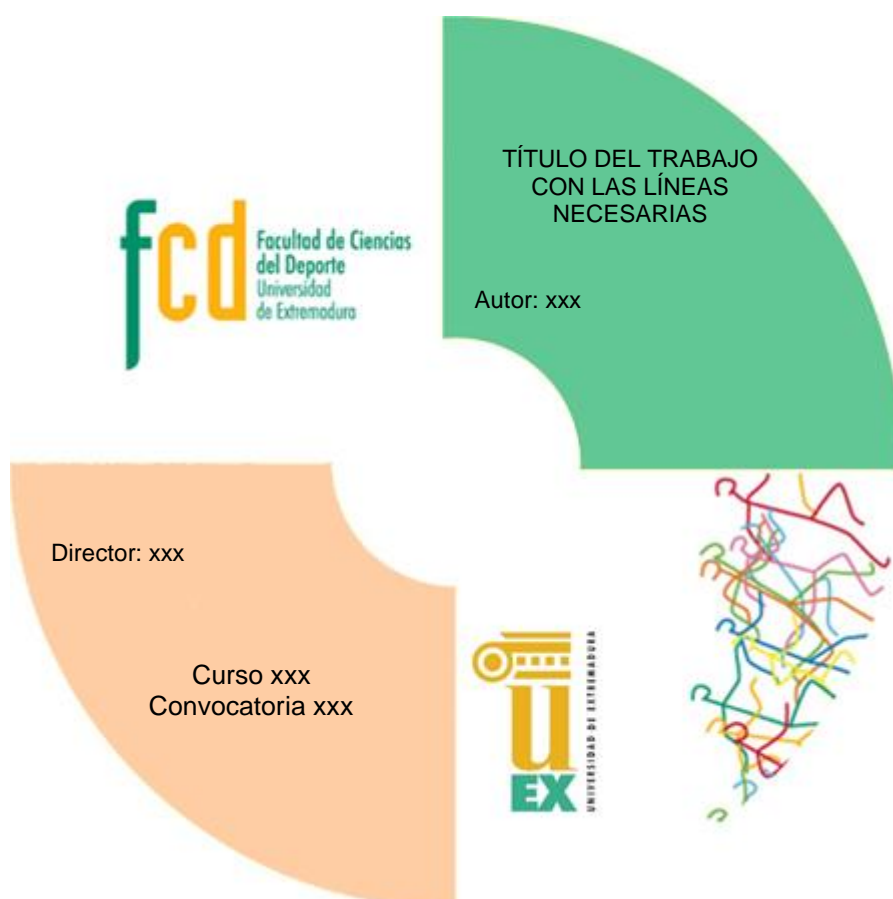 TÍTULO DEL TRABAJO
CON LAS LÍNEAS
NECESARIAS
Autor: xxx
fcd
Facultad de Ciencias
del Deporte
Universidad
de Extremadura
Director: xxx
Curso xxx
Convocatoria xxx
u
EX
UNIVERSIDAD DE EXTREMADURA